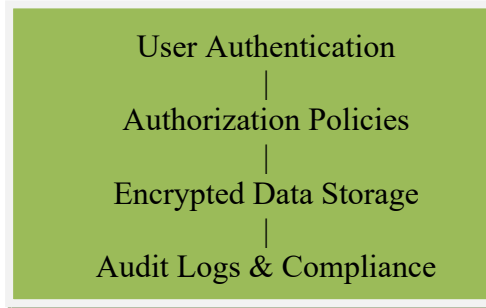 User Authentication
|
Authorization Policies
|
Encrypted Data Storage
|
Audit Logs & Compliance